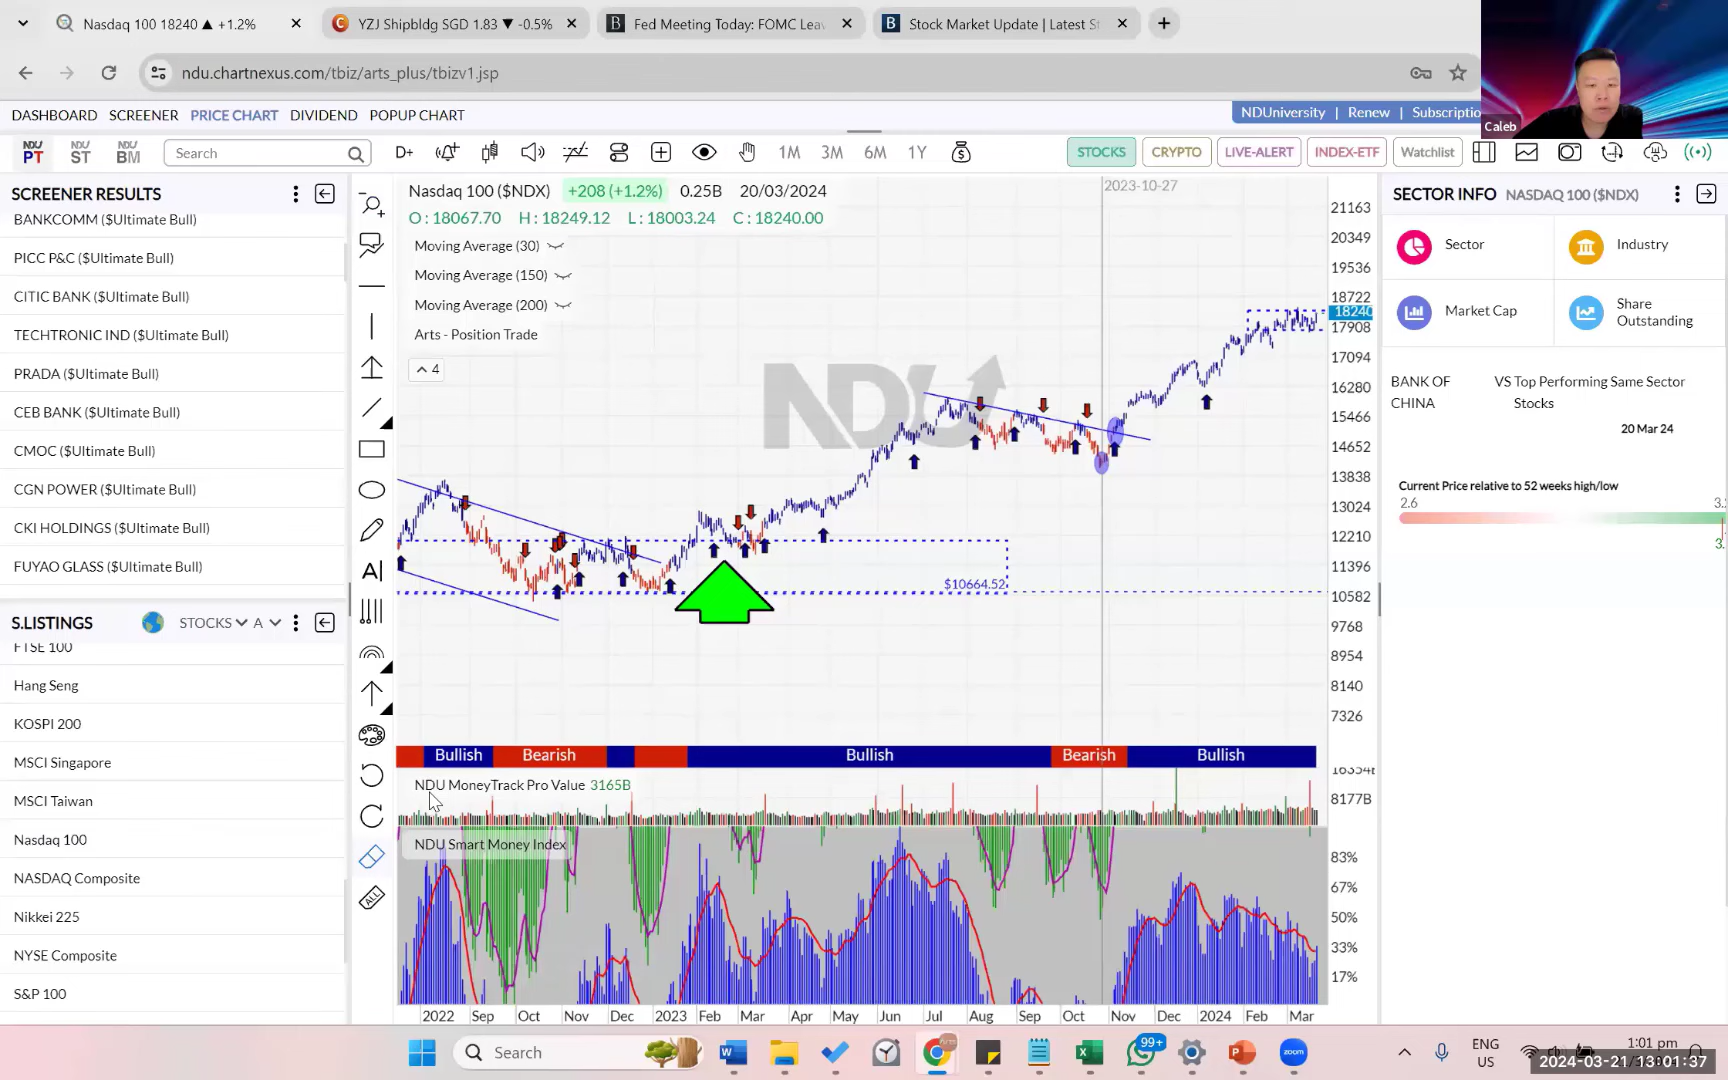 Nasdaq 100 18240 ▲ +1.2%
YZJ Shipbldg SGD 1.83 ▼ -0.5%
Fed Meeting Today: FOMC Leav
Stock Market Update | Latest St
ndu.chartnexus.com/tbiz/arts_plus/tbizv1.jsp
Caleb
DASHBOARD SCREENER PRICE CHART DIVIDEND POPUP CHART
NDUniversity | Renew | Subscriptio
NDU PT
NDU ST
NDU BM
Search
D+
1M 3M 6M 1Y
STOCKS CRYPTO LIVE-ALERT INDEX-ETF Watchlist
SCREENER RESULTS
BANKCOMM ($Ultimate Bull)
PICC P&C ($Ultimate Bull)
CITIC BANK ($Ultimate Bull)
TECHTRONIC IND ($Ultimate Bull)
PRADA ($Ultimate Bull)
CEB BANK ($Ultimate Bull)
CMOC ($Ultimate Bull)
CGN POWER ($Ultimate Bull)
CKI HOLDINGS ($Ultimate Bull)
FUYAO GLASS ($Ultimate Bull)
S.LISTINGS STOCKS A
FTSE 100
Hang Seng
KOSPI 200
MSCI Singapore
MSCI Taiwan
Nasdaq 100
NASDAQ Composite
Nikkei 225
NYSE Composite
S&P 100
A
ALL
Nasdaq 100 ($NDX) +208 (+1.2%) 0.25B 20/03/2024
O : 18067.70 H : 18249.12 L : 18003.24 C : 18240.00
Moving Average (30)
Moving Average (150)
Moving Average (200)
Arts - Position Trade
4
2023-10-27
NDU
$10664.52
21163
20349
19536
18722
18240
17908
17094
16280
15466
14652
13838
13024
12210
11396
10582
9768
8954
8140
7326
Bullish Bearish Bullish Bearish Bullish
NDU MoneyTrack Pro Value 3165B
8177B
NDU Smart Money Index
83%
67%
50%
33%
17%
2022 Sep Oct Nov Dec 2023 Feb Mar Apr May Jun Jul Aug Sep Oct Nov Dec 2024 Feb Mar
SECTOR INFO NASDAQ 100 ($NDX)
Sector
Industry
Market Cap
Share Outstanding
BANK OF CHINA
VS Top Performing Same Sector Stocks
20 Mar 24
Current Price relative to 52 weeks high/low
2.6
3.
3.
Search
99+
zoom
ENG
US
1:01 pm
2024-03-21 13:01:37